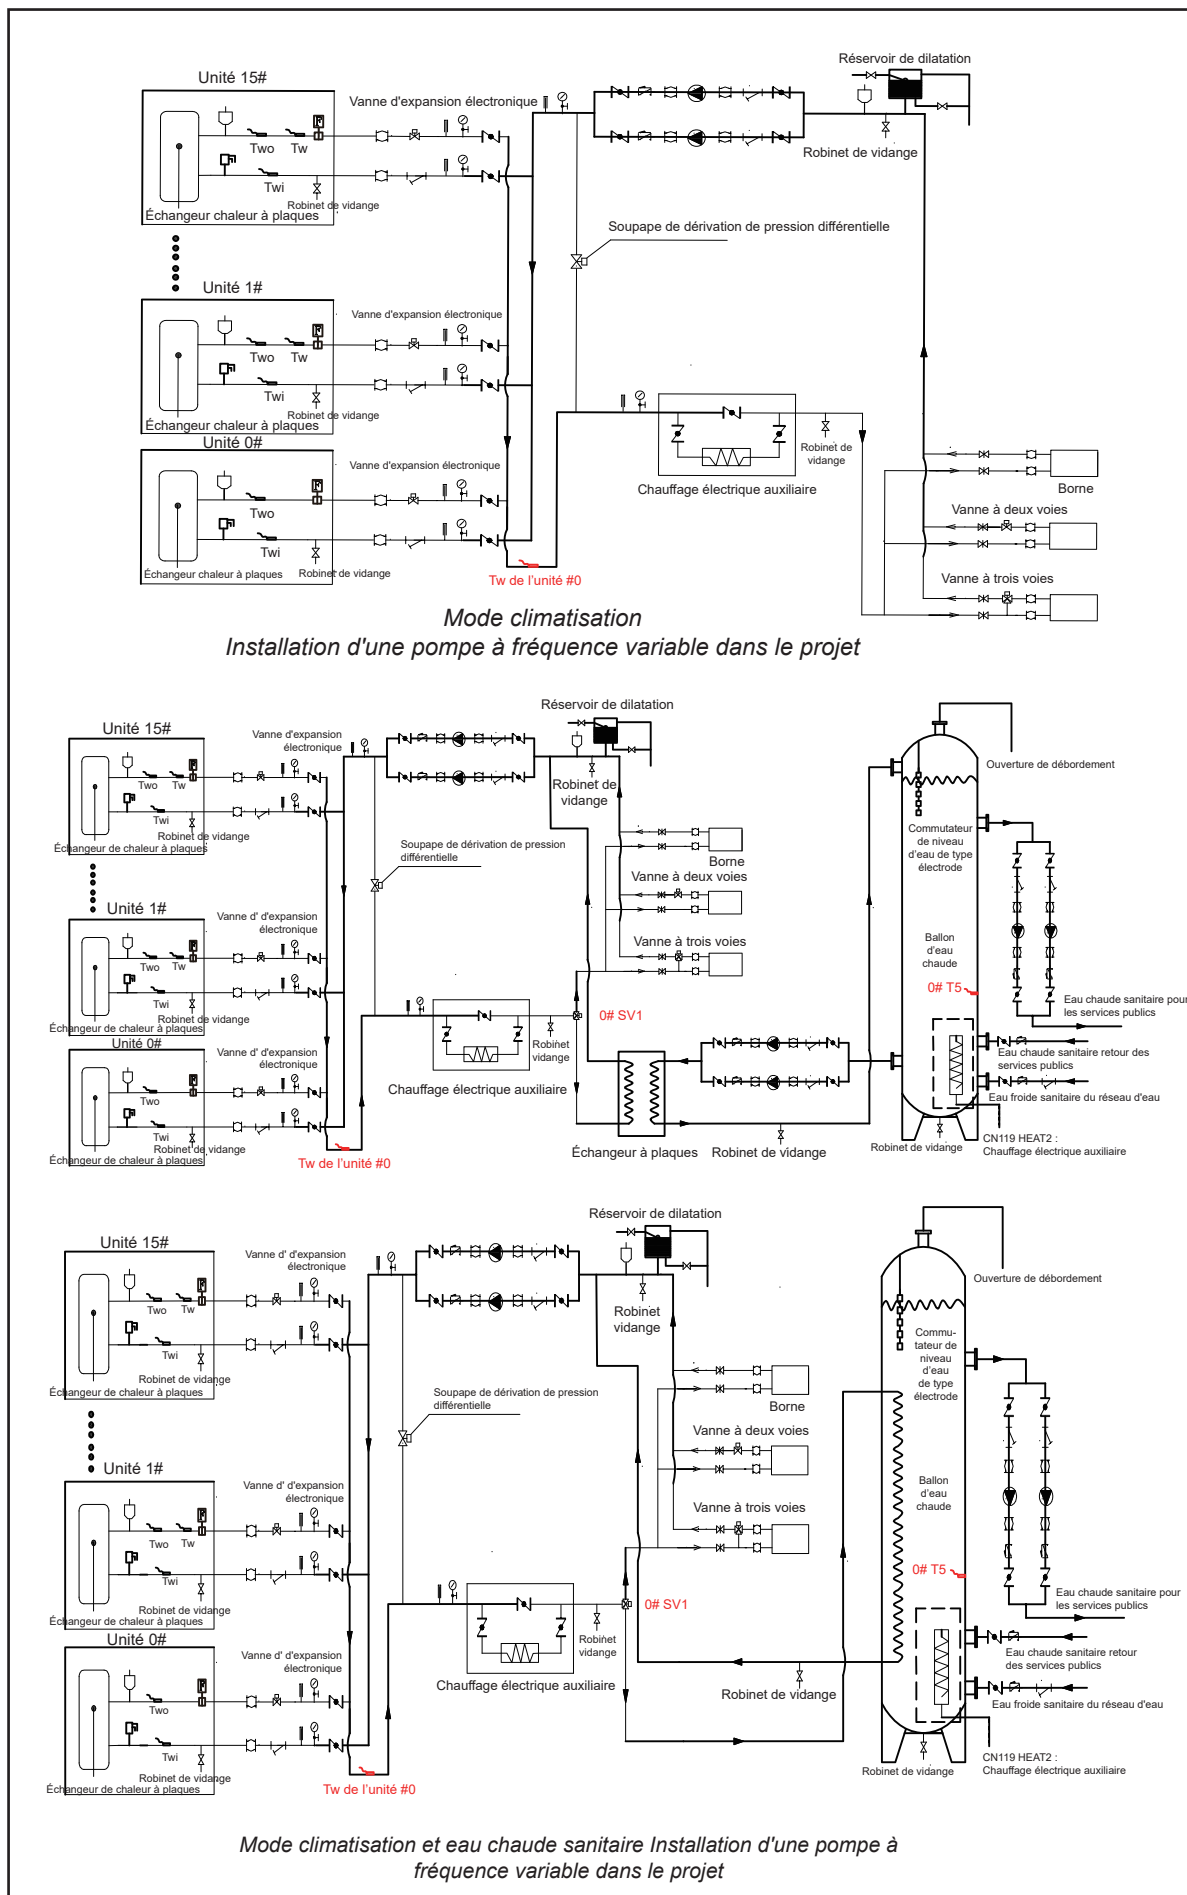 Unité 15#
Vanne d'expansion électronique
Réservoir de dilatation
Two
Tw
Twi
Robinet de vidange
Échangeur chaleur à plaques
Robinet de vidange
Soupape de dérivation de pression différentielle
Unité 1#
Vanne d'expansion électronique
Two
Tw
Twi
Robinet de vidange
Échangeur chaleur à plaques
Unité 0#
Vanne d'expansion électronique
Two
Twi
Robinet de vidange
Échangeur chaleur à plaques
Tw de l'unité #0
Chauffage électrique auxiliaire
Robinet de
vidange
Borne
Vanne à deux voies
Vanne à trois voies
Mode climatisation
Installation d'une pompe à fréquence variable dans le projet
Unité 15#
Vanne d'expansion
électronique
Réservoir de dilatation
Two
Tw
Twi
Robinet de vidange
Échangeur de chaleur à plaques
Robinet de
vidange
Soupape de dérivation de pression
différentielle
Borne
Vanne à deux voies
Vanne à trois voies
Unité 1#
Vanne d' d'expansion
électronique
Two
Tw
Twi
Robinet de vidange
Échangeur de chaleur à plaques
Unité 0#
Vanne d' d'expansion
électronique
Two
Twi
Robinet de vidange
Échangeur de chaleur à plaques
Tw de l'unité #0
Chauffage électrique auxiliaire
Robinet
vidange
0# SV1
Échangeur à plaques
Robinet de vidange
Ouverture de débordement
Commutateur
de niveau
d'eau de type
électrode
Ballon
d'eau
chaude
0# T5
Eau chaude sanitaire pour
les services publics
Eau chaude sanitaire retour des
services publics
Eau froide sanitaire du réseau d'eau
Robinet de vidange
CN119 HEAT2 :
Chauffage électrique auxiliaire
Unité 15#
Vanne d' d'expansion
électronique
Réservoir de dilatation
Two
Tw
Twi
Robinet de vidange
Échangeur de chaleur à plaques
Robinet
vidange
Soupape de dérivation de pression
différentielle
Borne
Vanne à deux voies
Vanne à trois voies
Unité 1#
Vanne d' d'expansion
électronique
Two
Tw
Twi
Robinet de vidange
Échangeur de chaleur à plaques
Unité 0#
Vanne d' d'expansion
électronique
Two
Twi
Robinet de vidange
Échangeur de chaleur à plaques
Tw de l'unité #0
Chauffage électrique auxiliaire
Robinet
vidange
0# SV1
Robinet de vidange
Ouverture de débordement
Commu-
tateur de
niveau
d'eau
de type
électrode
Ballon
d'eau
chaude
0# T5
Eau chaude sanitaire pour
les services publics
Eau chaude sanitaire retour
des services publics
Eau froide sanitaire du réseau d'eau
Robinet de vidange
CN119 HEAT2 :
Chauffage électrique auxiliaire
Mode climatisation et eau chaude sanitaire Installation d'une pompe à
fréquence variable dans le projet